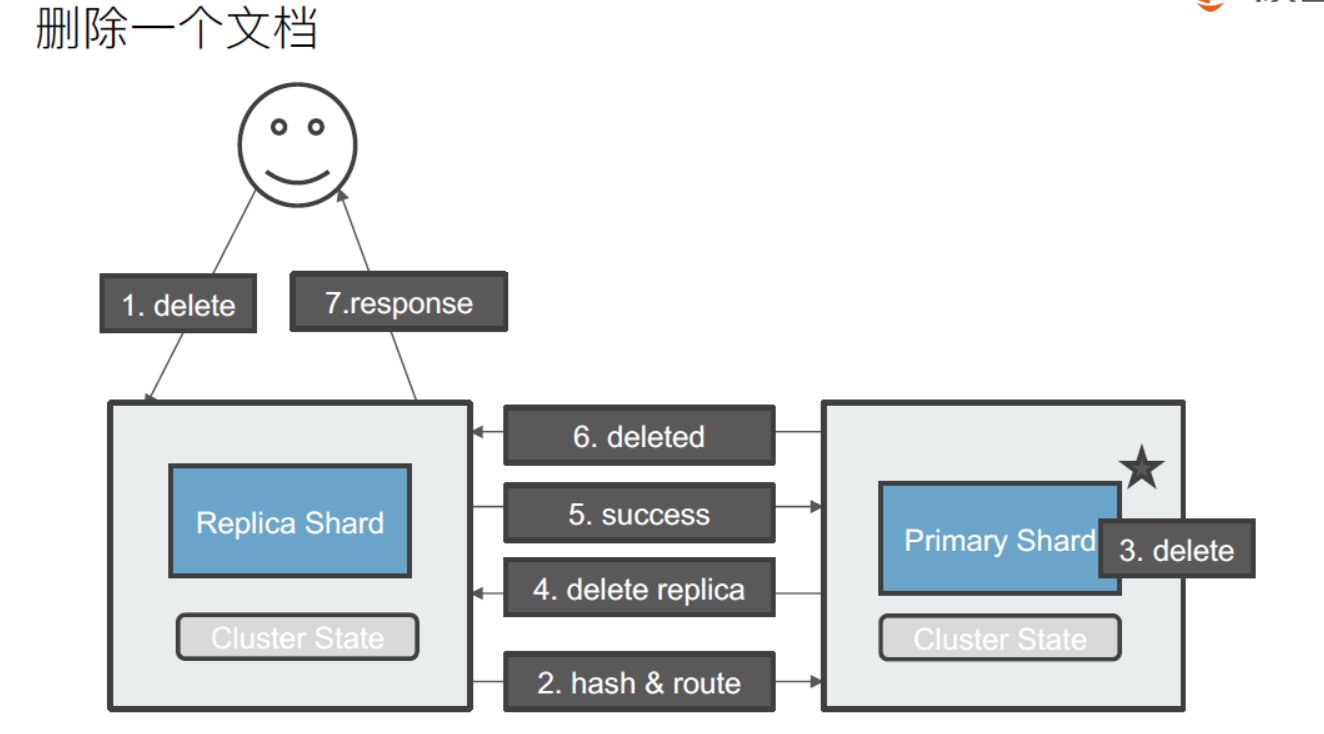 删除一个文档
1. delete
7.response
6. deleted
5. success
Replica Shard
Primary Shard
3. delete
4. delete replica
Cluster State
Cluster State
2. hash & route